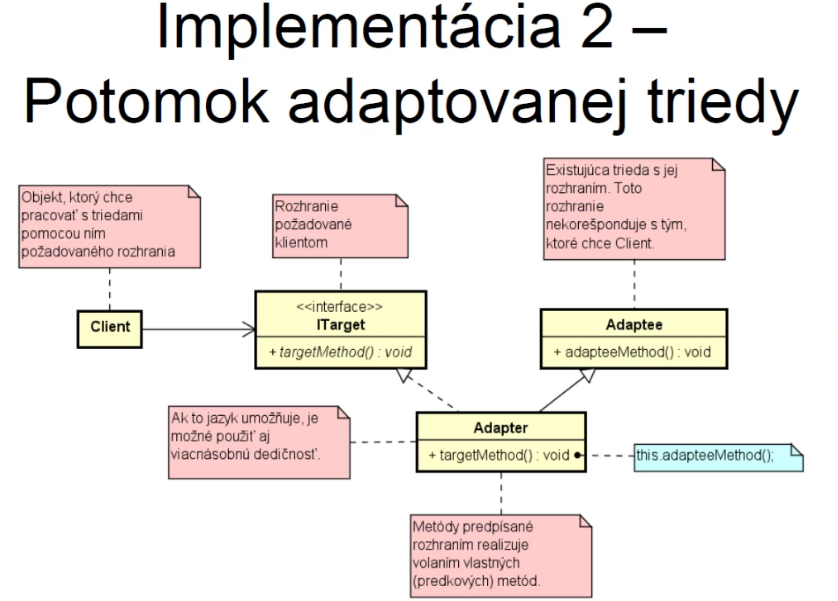 Implementácia 2 –
Potomok adaptovanej triedy
Objekt, ktorý chce
pracovať s triedami
pomocou ním
požadovaného rozhrania
Rozhranie
požadované
klientom
Existujúca trieda s jej
rozhraním. Toto
rozhranie
nekorešponduje s tým,
ktoré chce Client.
Client
<<interface>>
ITarget
+ targetMethod() : void
Adaptee
+ adapteeMethod() : void
Ak to jazyk umožňuje, je
možné použiť aj
viacnásobnú dedičnosť.
Adapter
+ targetMethod() : void
this.adapteeMethod();
Metódy predpísané
rozhraním realizuje
volaním vlastných
(predkových) metód.